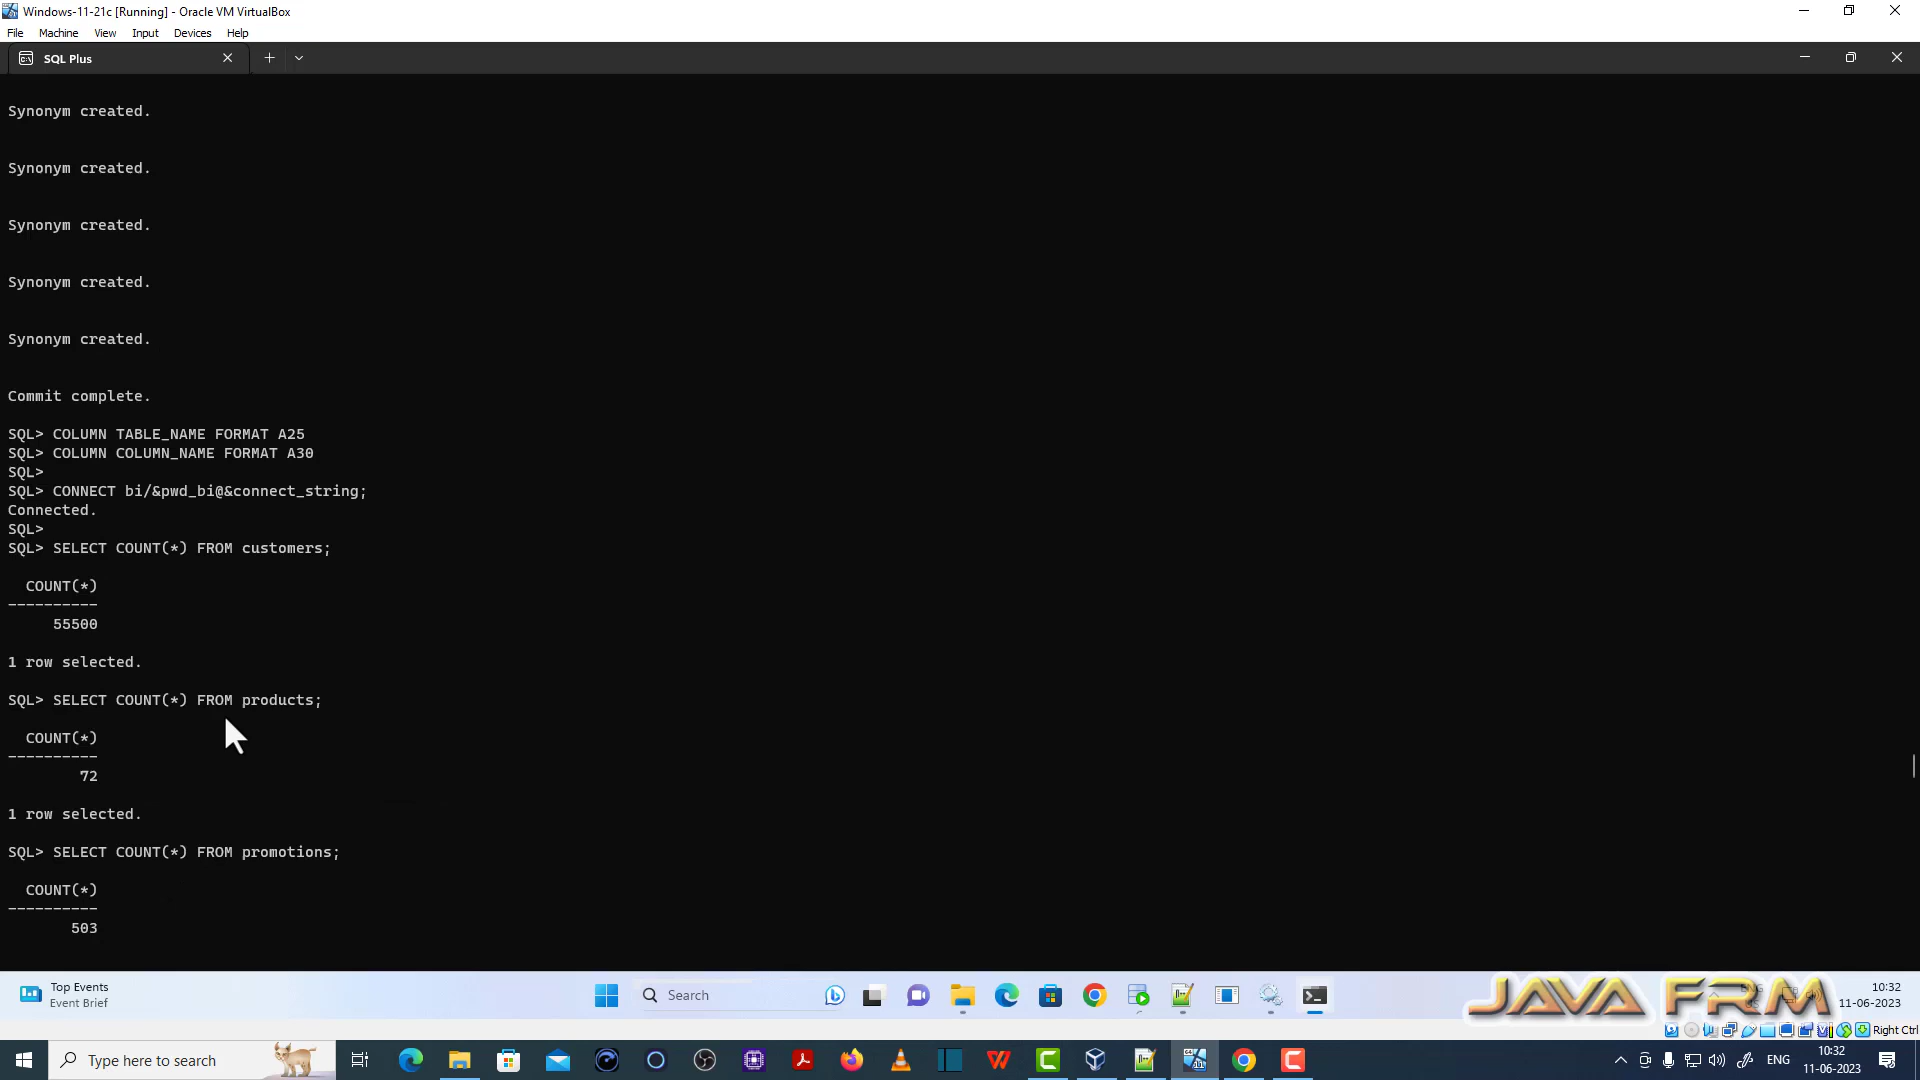 Windows-11-21c [Running] - Oracle VM VirtualBox
File Machine View Input Devices Help
SQL Plus
Synonym created.
Synonym created.
Synonym created.
Synonym created.
Synonym created.
Commit complete.
SQL> COLUMN TABLE_NAME FORMAT A25
SQL> COLUMN COLUMN_NAME FORMAT A30
SQL>
SQL> CONNECT bi/&pwd_bi@&connect_string;
Connected.
SQL>
SQL> SELECT COUNT(*) FROM customers;
COUNT(*)
----------
55500
1 row selected.
SQL> SELECT COUNT(*) FROM products;
COUNT(*)
----------
72
1 row selected.
SQL> SELECT COUNT(*) FROM promotions;
COUNT(*)
----------
503
Top Events
Event Brief
Search
JAVA FRM
10:32
11-06-2023
Right Ctrl
Type here to search
ENG
10:32
11-06-2023